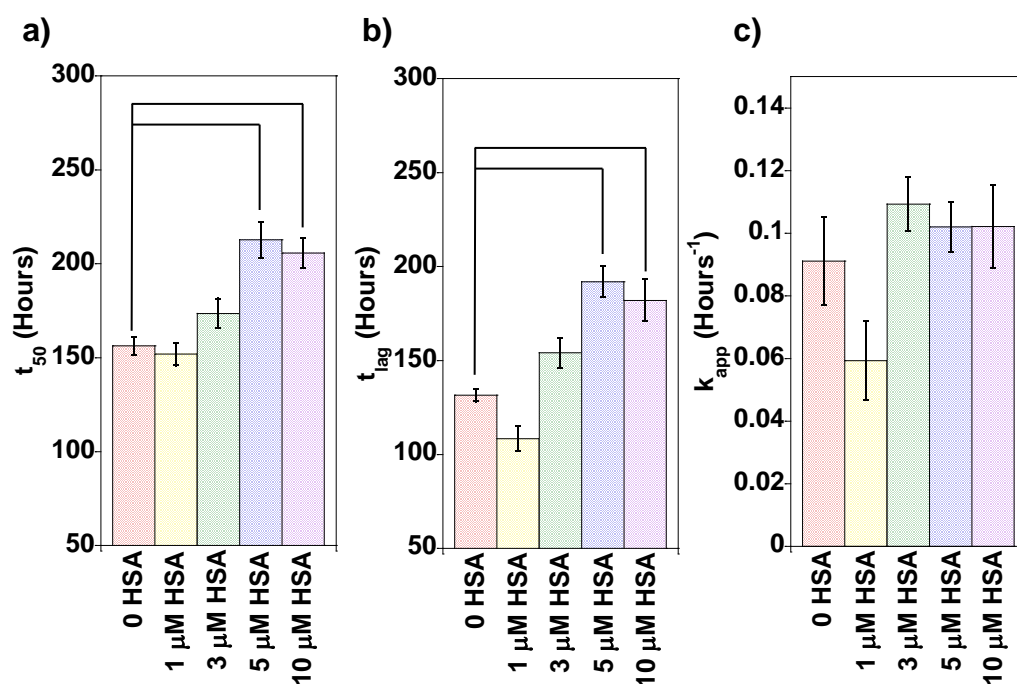 a)
t50 (Hours)
300
250
200
150
100
50
0 HSA
1 μM HSA
3 μM HSA
5 μM HSA
10 μM HSA
b)
tlag (Hours)
300
250
200
150
100
50
0 HSA
1 μM HSA
3 μM HSA
5 μM HSA
10 μM HSA
c)
kapp (Hours-1)
0.14
0.12
0.1
0.08
0.06
0.04
0.02
0
0 HSA
1 μM HSA
3 μM HSA
5 μM HSA
10 μM HSA